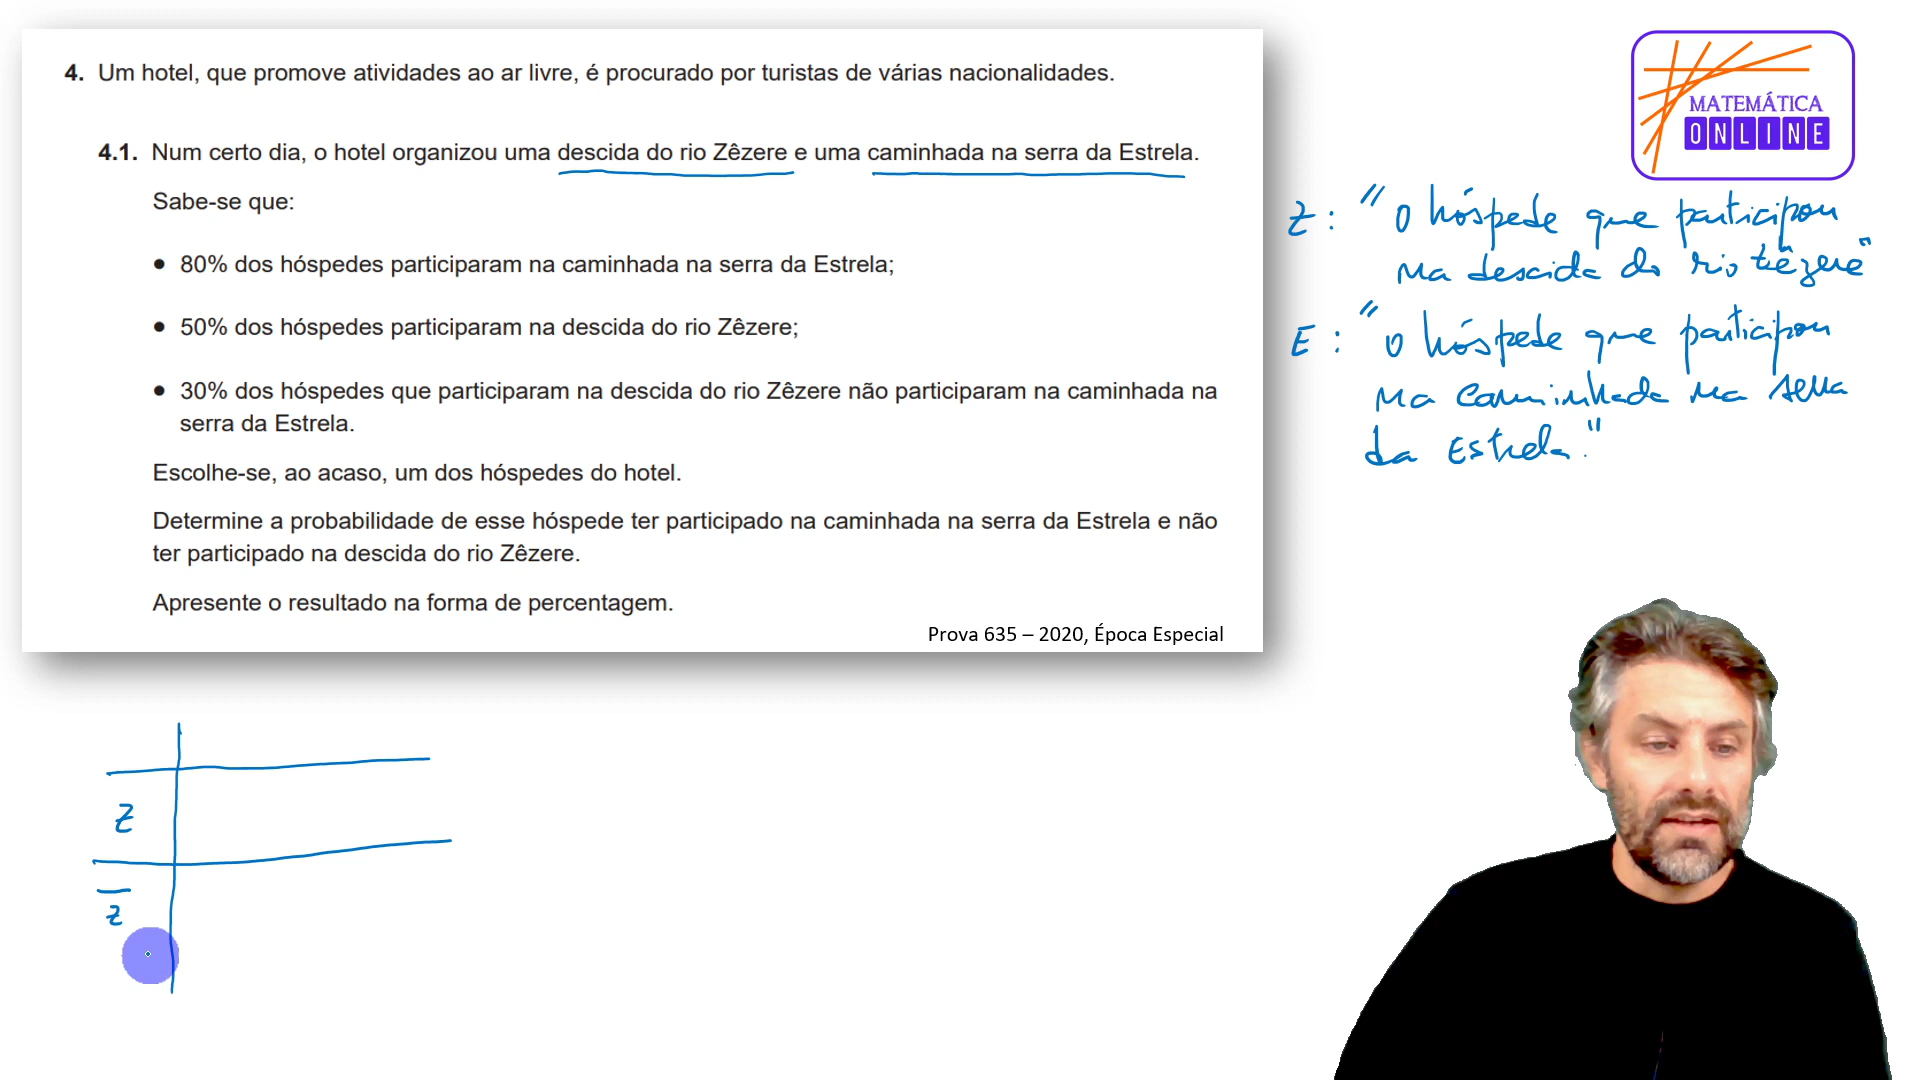 4. Um hotel, que promove atividades ao ar livre, é procurado por turistas de várias nacionalidades.
4.1. Num certo dia, o hotel organizou uma descida do rio Zêzere e uma caminhada na serra da Estrela.
Sabe-se que:
• 80% dos hóspedes participaram na caminhada na serra da Estrela;
• 50% dos hóspedes participaram na descida do rio Zêzere;
• 30% dos hóspedes que participaram na descida do rio Zêzere não participaram na caminhada na
serra da Estrela.
Escolhe-se, ao acaso, um dos hóspedes do hotel.
Determine a probabilidade de esse hóspede ter participado na caminhada na serra da Estrela e não
ter participado na descida do rio Zêzere.
Apresente o resultado na forma de percentagem.
Prova 635 – 2020, Época Especial
MATEMÁTICA
ONLINE
Z : "O hóspede que participou
na descida do rio Zêzere"
E : "O hóspede que participou
na caminhada na serra
da Estrela."
Z
Z̅